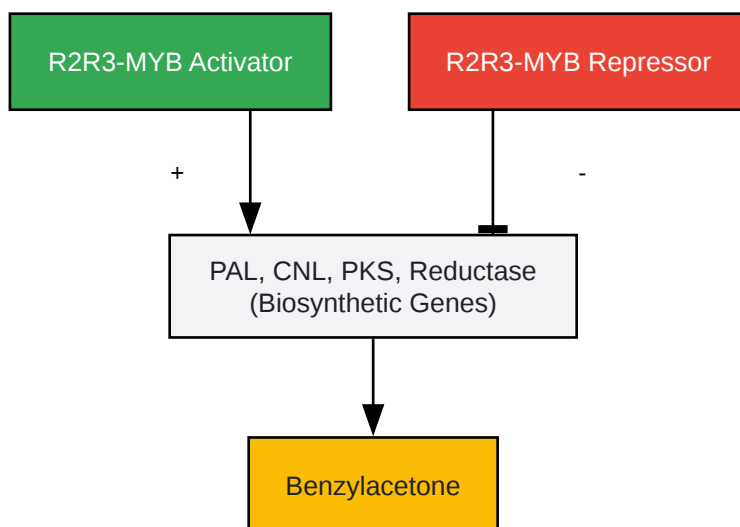 R2R3-MYB Activator
R2R3-MYB Repressor
+
-
PAL, CNL, PKS, Reductase
(Biosynthetic Genes)
Benzylacetone